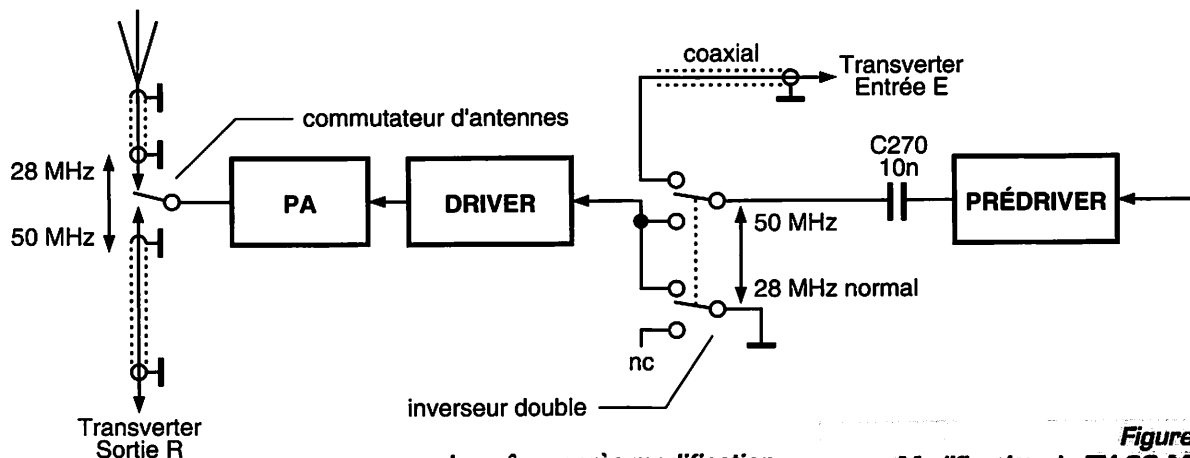 coaxial
Transverter
Entrée E
commutateur d'antennes
28 MHz
50 MHz
PA
DRIVER
C270
10n
PRÉDRIVER
50 MHz
28 MHz normal
nc
inverseur double
Transverter
Sortie R
Figure